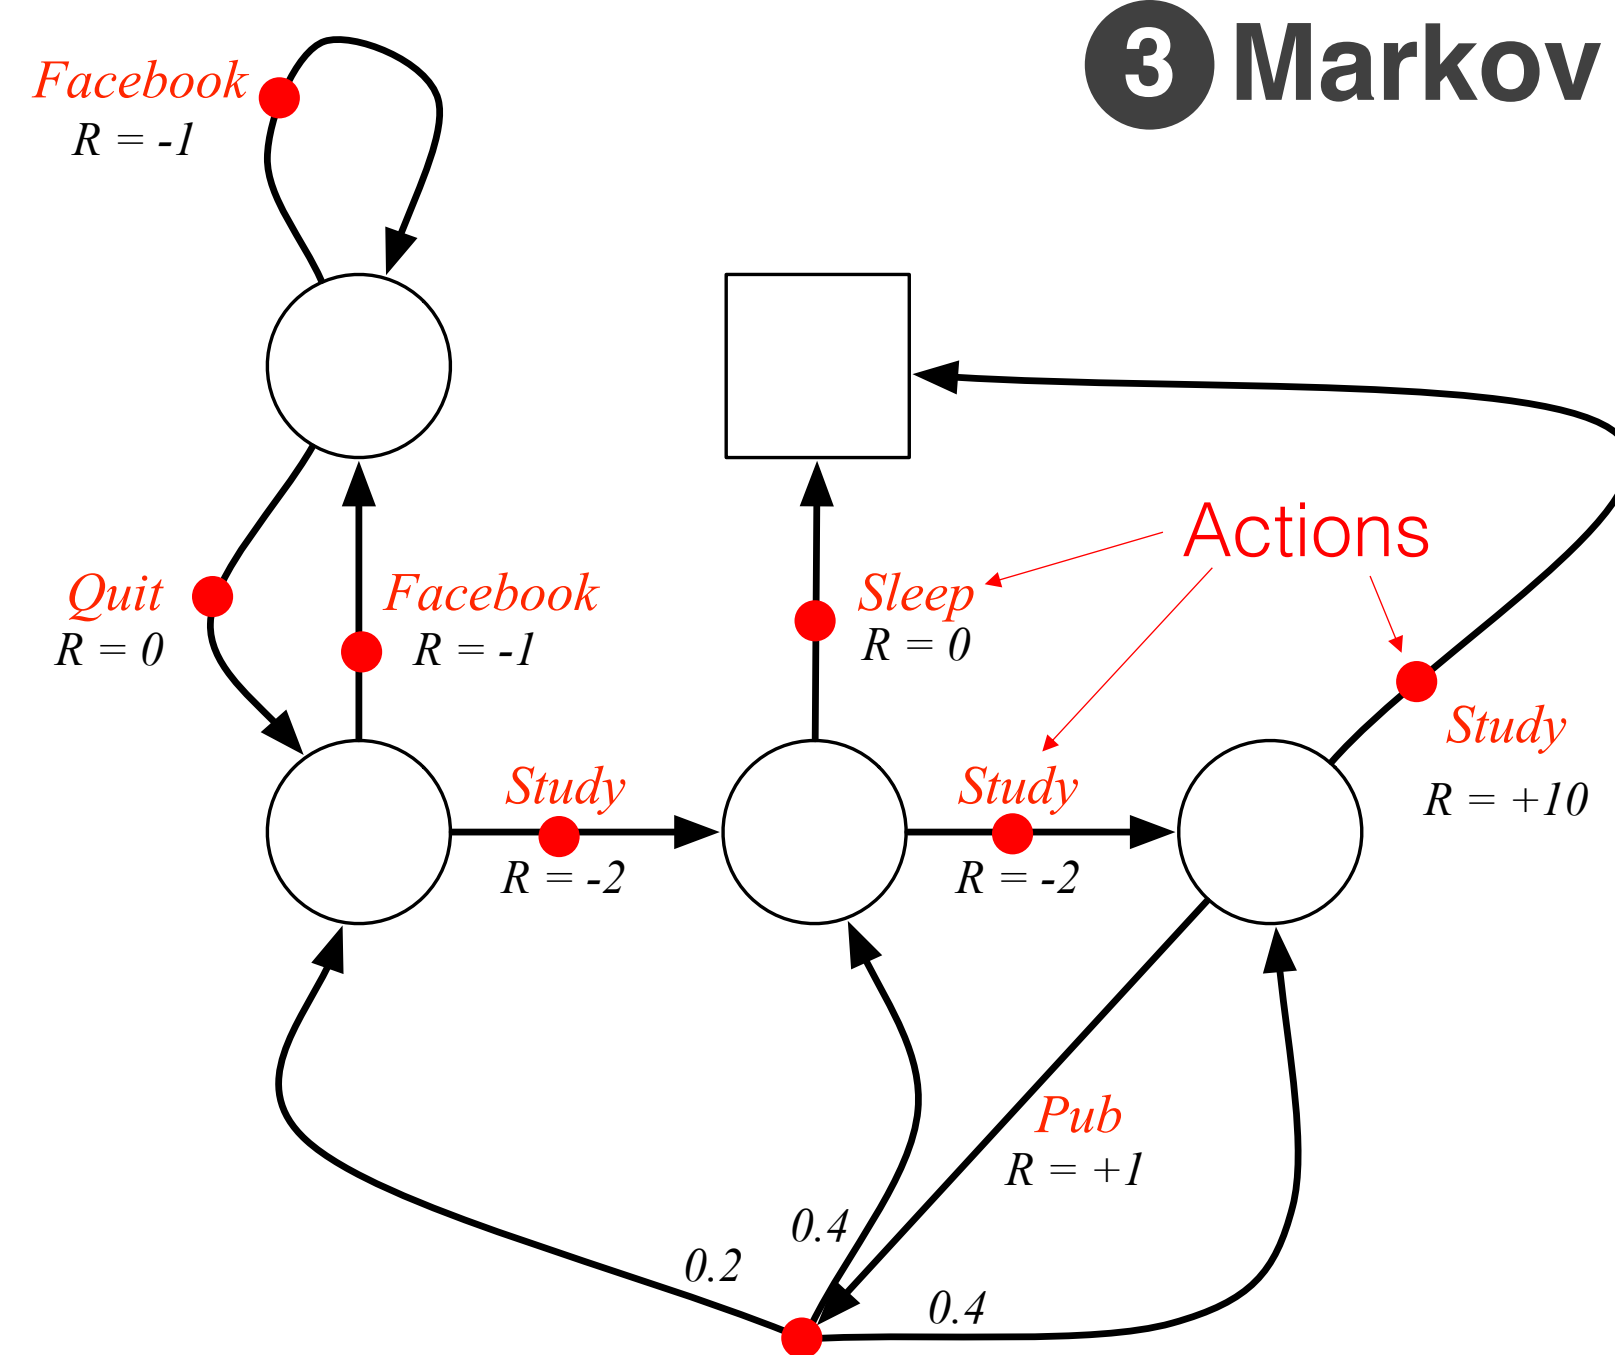 3 Markov
Facebook
R = -1
Actions
Quit
R = 0
Facebook
R = -1
Sleep
R = 0
Study
R = +10
Study
R = -2
Study
R = -2
Pub
R = +1
0.4
0.2
0.4